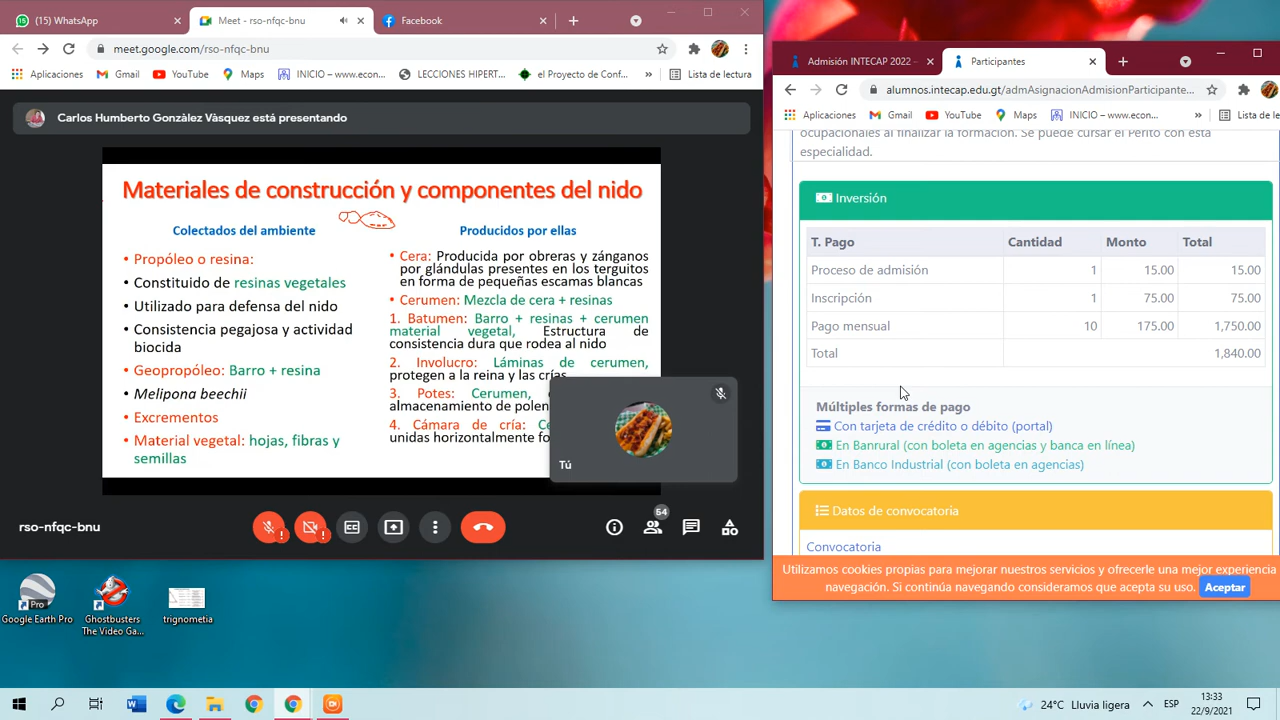 (15) WhatsApp
Meet - rso-nfqc-bnu
Facebook
meet.google.com/rso-nfqc-bnu
Aplicaciones
Gmail
YouTube
Maps
INICIO – www.econ...
LECCIONES HIPERT...
el Proyecto de Conf...
»
Lista de lectura
Carlos Humberto Gonzàlez Vàsquez está presentando
Materiales de construcción y componentes del nido
Colectados del ambiente
• Propóleo o resina:
• Constituido de resinas vegetales
• Utilizado para defensa del nido
• Consistencia pegajosa y actividad
biocida
• Geopropóleo: Barro + resina
• Melipona beechii
• Excrementos
• Material vegetal: hojas, fibras y
semillas
Producidos por ellas
• Cera: Producida por obreras y zánganos
por glándulas presentes en los terguitos
en forma de pequeñas escamas blancas
• Cerumen: Mezcla de cera + resinas
1. Batumen: Barro + resinas + cerumen
material vegetal, Estructura de
consistencia dura que rodea al nido
2. Involucro: Láminas de cerumen,
protegen a la reina y las crías
3. Potes: Cerumen,
almacenamiento de polen
4. Cámara de cría:
unidas horizontalmente
Tú
rso-nfqc-bnu
54
Google Earth Pro
Ghostbusters
The Video Ga...
trignometia
Admisión INTECAP 2022 -
Participantes
alumnos.intecap.edu.gt/admAsignacionAdmisionParticipante...
Aplicaciones
Gmail
YouTube
Maps
INICIO – www.econ...
»
Lista de le
ocupacionales al finalizar la formación. Se puede cursar el Perito con esta
especialidad.
Inversión
T. Pago Cantidad Monto Total
Proceso de admisión 1 15.00 15.00
Inscripción 1 75.00 75.00
Pago mensual 10 175.00 1,750.00
Total 1,840.00
Múltiples formas de pago
Con tarjeta de crédito o débito (portal)
En Banrural (con boleta en agencias y banca en línea)
En Banco Industrial (con boleta en agencias)
Datos de convocatoria
Convocatoria
Utilizamos cookies propias para mejorar nuestros servicios y ofrecerle una mejor experiencia
navegación. Si continúa navegando consideramos que acepta su uso. Aceptar
24°C Lluvia ligera
ESP
13:33
22/9/2021